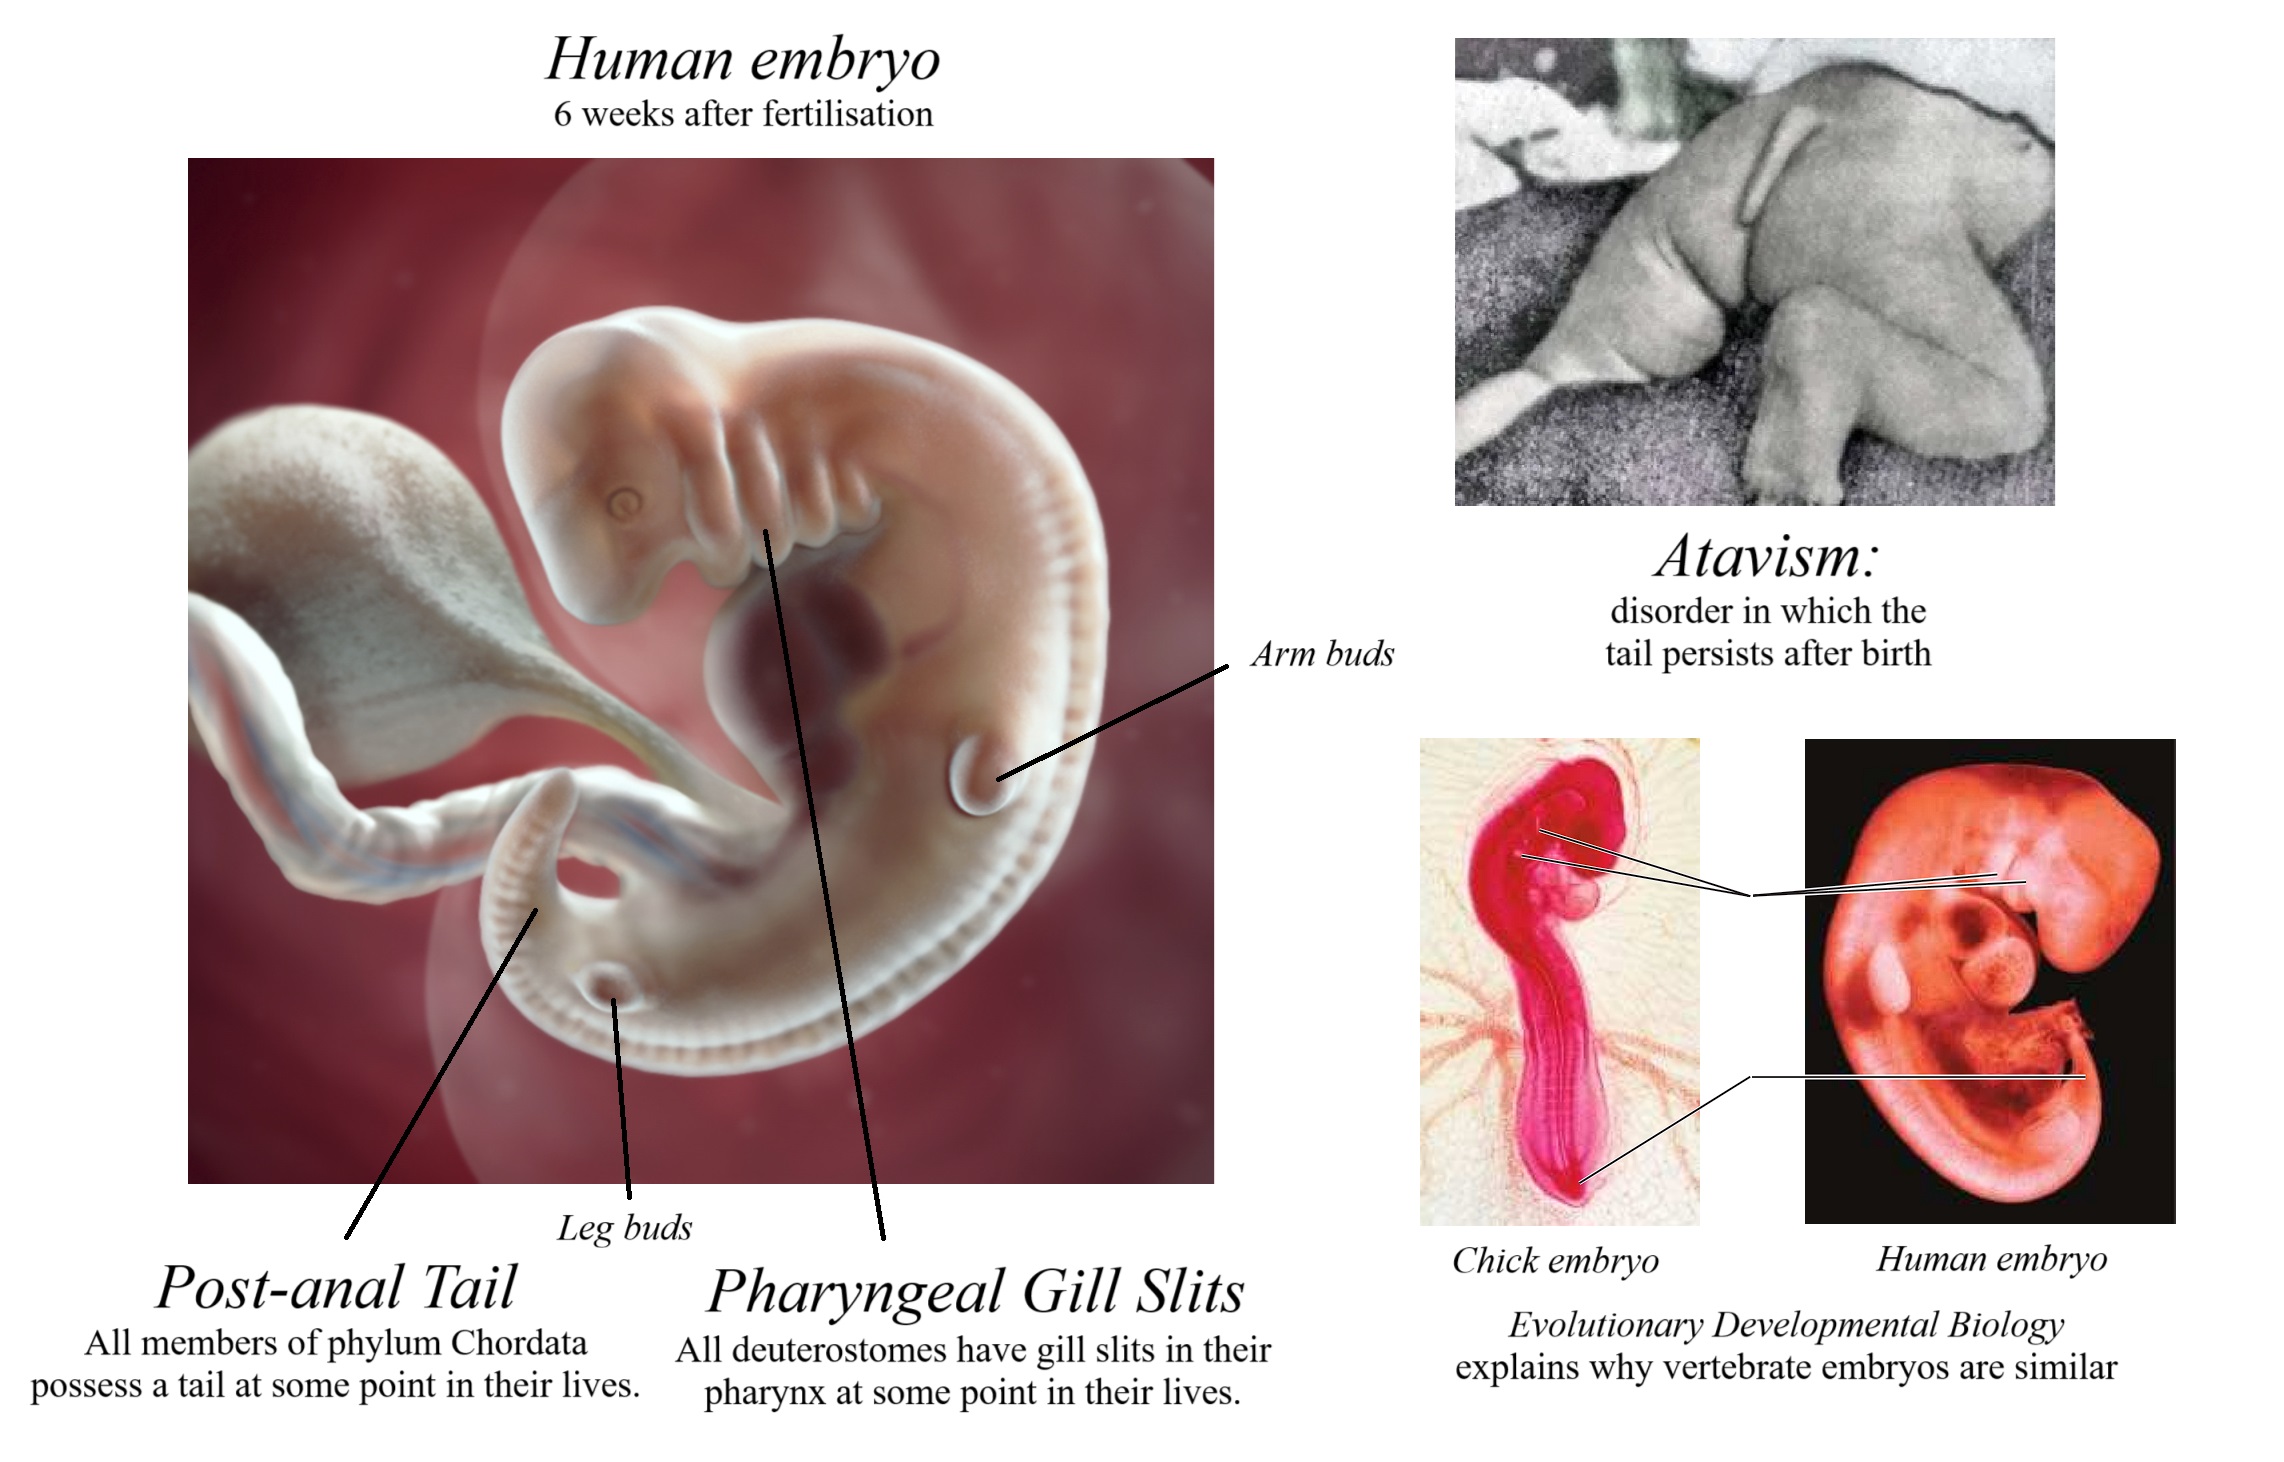 Human embryo
6 weeks after fertilisation
Arm buds
Leg buds
Post-anal Tail
All members of phylum Chordata
possess a tail at some point in their lives.
Pharyngeal Gill Slits
All deuterostomes have gill slits in their
pharynx at some point in their lives.
Atavism:
disorder in which the
tail persists after birth
Chick embryo
Human embryo
Evolutionary Developmental Biology
explains why vertebrate embryos are similar